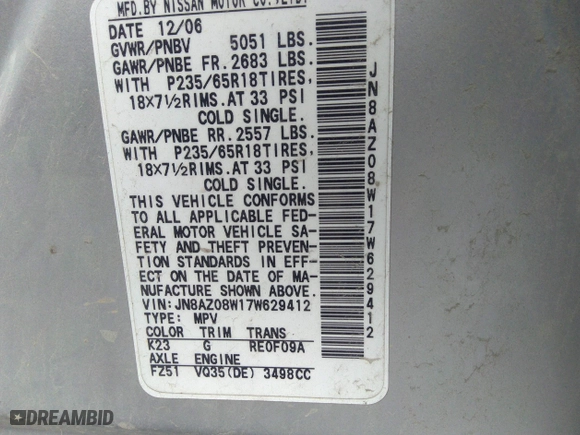 MFD.BY NISSAN MOTOR CO.,LTD.
DATE 12/06
GVWR/PNBV 5051 LBS.
GAWR/PNBE FR. 2683 LBS.
WITH P235/65R18TIRES,
18X7½RIMS.AT 33 PSI
COLD SINGLE.
GAWR/PNBE RR. 2557 LBS.
WITH P235/65R18TIRES,
18X7½RIMS.AT 33 PSI
COLD SINGLE.
THIS VEHICLE CONFORMS
TO ALL APPLICABLE FED-
ERAL MOTOR VEHICLE SA-
FETY AND THEFT PREVEN-
TION STANDARDS IN EFF-
ECT ON THE DATE OF MA-
NUFACTURE SHOWN ABOVE.
VIN:JN8AZ08W17W629412
TYPE: MPV
COLOR TRIM TRANS
K23 G RE0F09A
AXLE ENGINE
FZ51 VQ35(DE) 3498CC
JN8AZ08W17W629412
DREAMBID